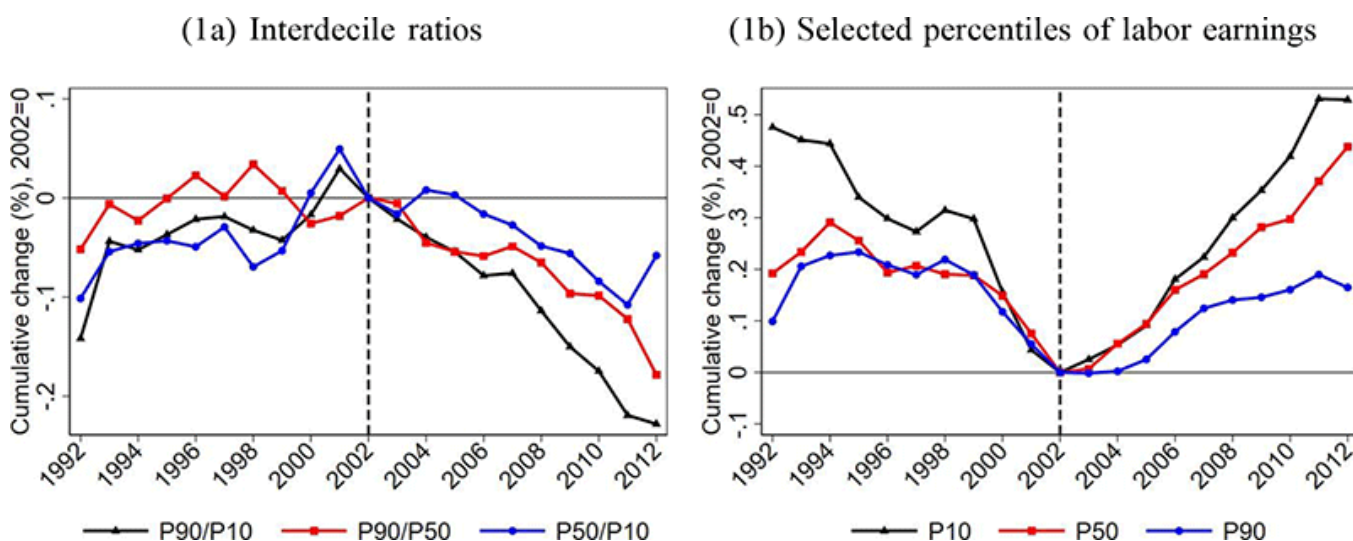 (1a) Interdecile ratios
Cumulative change (%), 2002=0
.1
0
-.1
-.2
1992 1994 1996 1998 2000 2002 2004 2006 2008 2010 2012
P90/P10 P90/P50 P50/P10
(1b) Selected percentiles of labor earnings
Cumulative change (%), 2002=0
.5
.4
.3
.2
.1
0
-.1
1992 1994 1996 1998 2000 2002 2004 2006 2008 2010 2012
P10 P50 P90